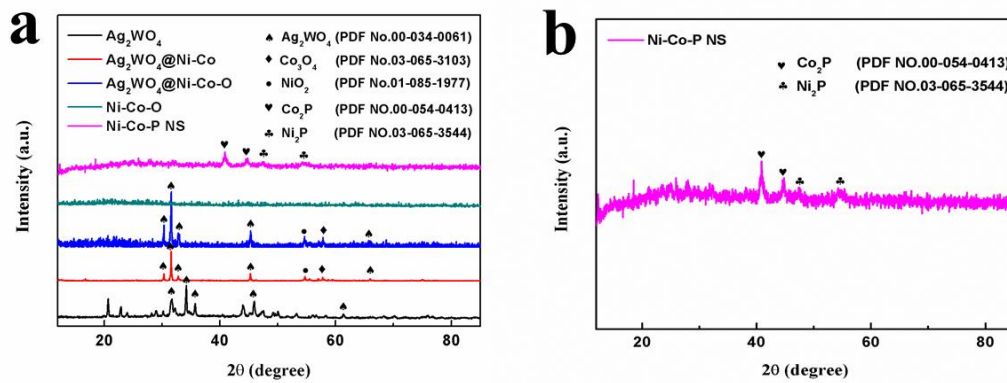 a
Ag₂WO₄
Ag₂WO₄@Ni-Co
Ag₂WO₄@Ni-Co-O
Ni-Co-O
Ni-Co-P NS
♠ Ag₂WO₄ (PDF No.00-034-0061)
♦ Co₃O₄ (PDF No.03-065-3103)
● NiO₂ (PDF No.01-085-1977)
♥ Co₂P (PDF NO.00-054-0413)
♣ Ni₂P (PDF NO.03-065-3544)
Intensity (a.u.)
20 40 60 80
2θ (degree)
b
Ni-Co-P NS
♥ Co₂P (PDF NO.00-054-0413)
♣ Ni₂P (PDF NO.03-065-3544)
Intensity (a.u.)
20 40 60 80
2θ (degree)